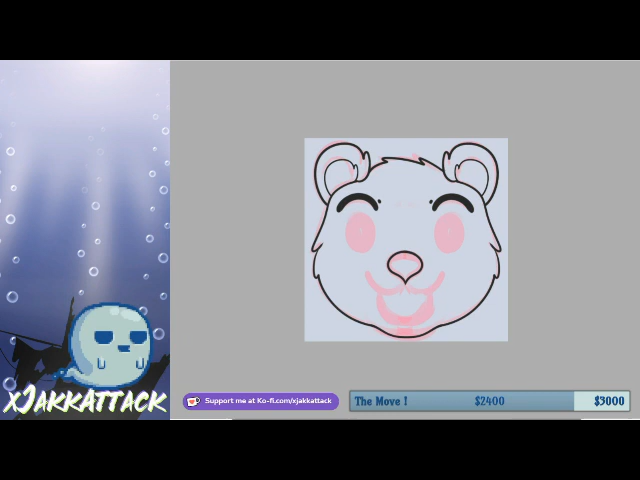 xJakkAttack
Support me at Ko-fi.com/xjakkattack
The Move ! $2400 $3000